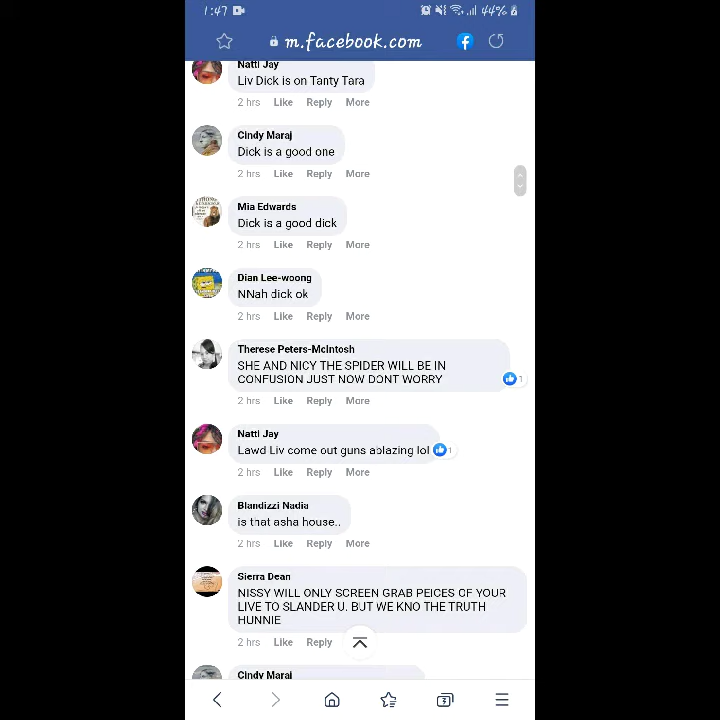 1:47
44%
m.facebook.com
Natti Jay
Liv Dick is on Tanty Tara
2 hrs Like Reply More
Cindy Maraj
Dick is a good one
2 hrs Like Reply More
Mia Edwards
Dick is a good dick
2 hrs Like Reply More
Dian Lee-woong
NNah dick ok
2 hrs Like Reply More
Therese Peters-McIntosh
SHE AND NICY THE SPIDER WILL BE IN
CONFUSION JUST NOW DONT WORRY
1
2 hrs Like Reply More
Natti Jay
Lawd Liv come out guns ablazing lol
1
2 hrs Like Reply More
Blandizzi Nadia
is that asha house..
2 hrs Like Reply More
Sierra Dean
NISSY WILL ONLY SCREEN GRAB PEICES OF YOUR
LIVE TO SLANDER U. BUT WE KNO THE TRUTH
HUNNIE
2 hrs Like Reply
Cindy Maraj